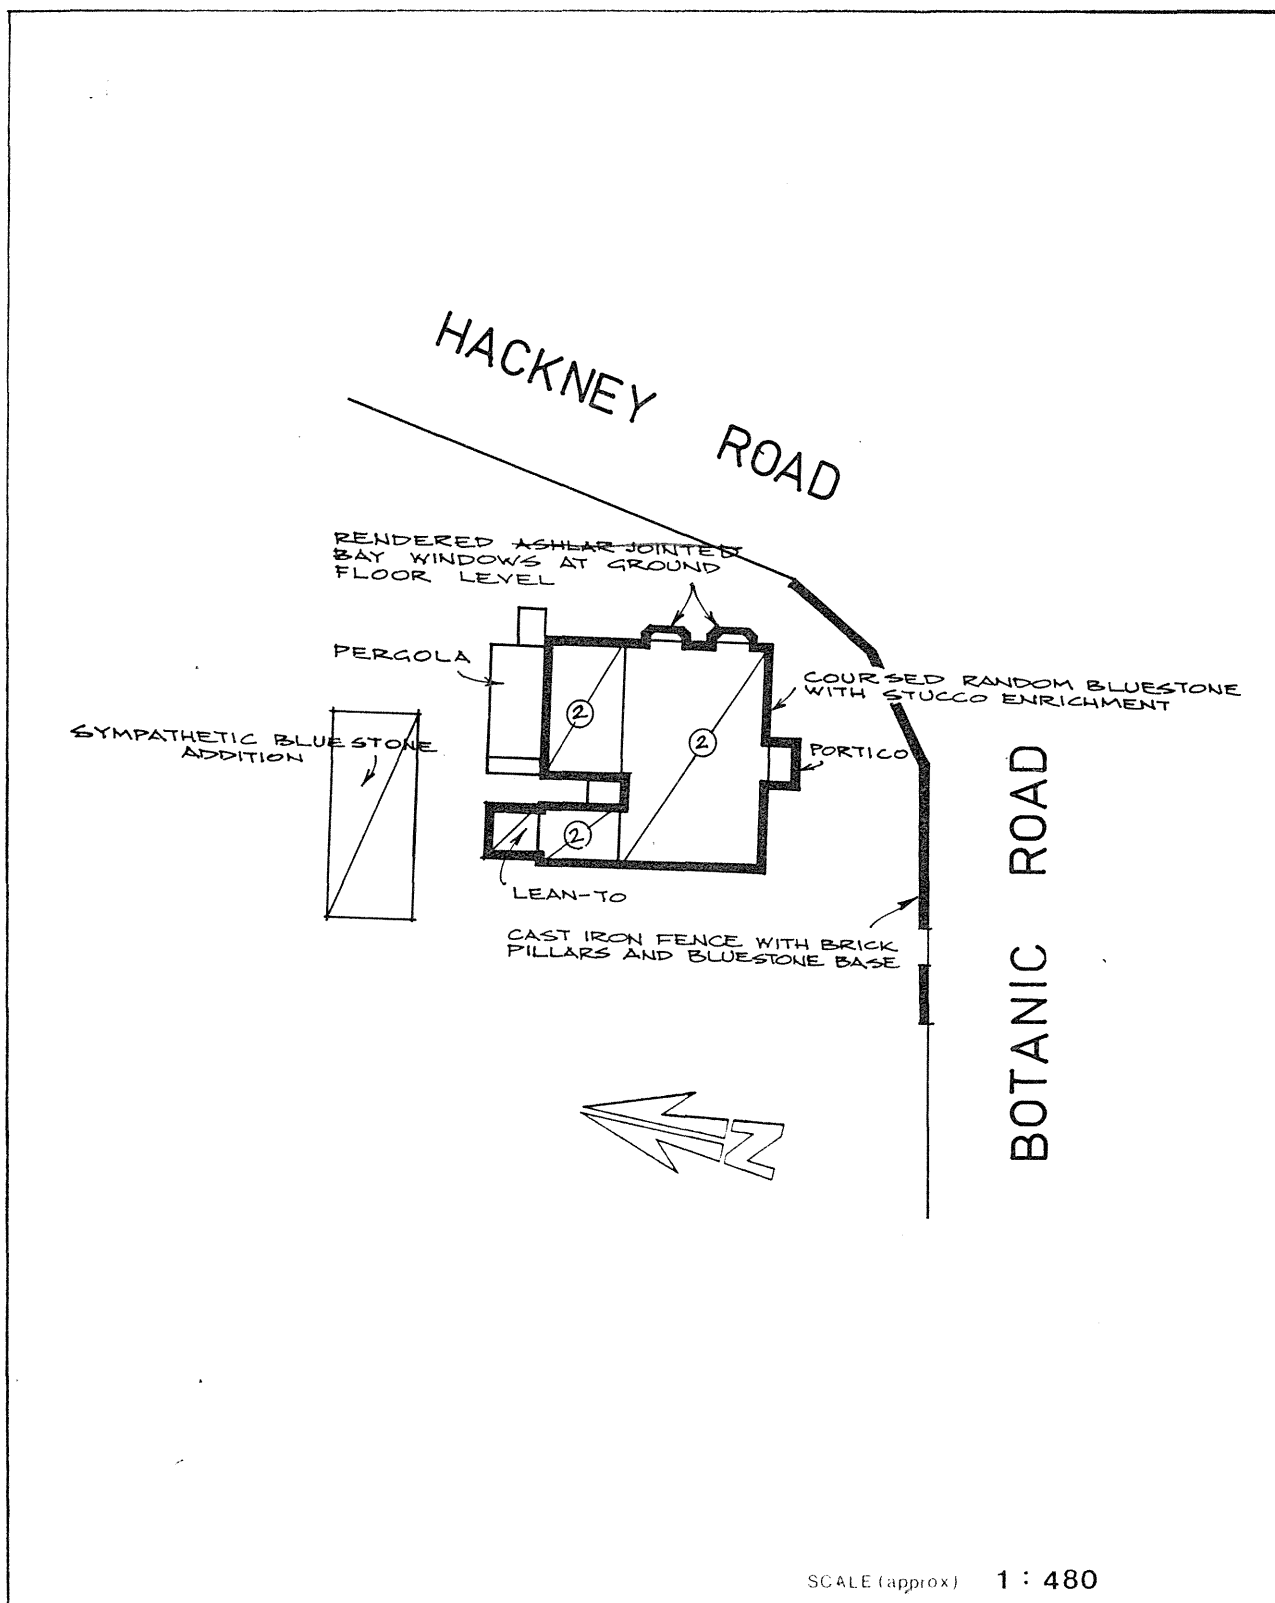 HACKNEY ROAD
RENDERED ASHLAR JOINTED
BAY WINDOWS AT GROUND
FLOOR LEVEL
PERGOLA
COURSED RANDOM BLUESTONE
WITH STUCCO ENRICHMENT
2
2
SYMPATHETIC BLUESTONE
ADDITION
PORTICO
2
LEAN-TO
CAST IRON FENCE WITH BRICK
PILLARS AND BLUESTONE BASE
BOTANIC ROAD
N
SCALE (approx) 1 : 480